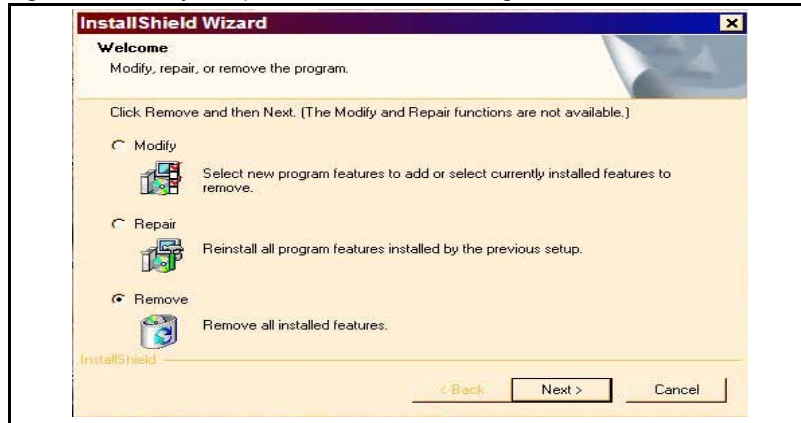 InstallShield Wizard
Welcome
Modify, repair, or remove the program.
Click Remove and then Next. (The Modify and Repair functions are not available.)
Modify
Select new program features to add or select currently installed features to
remove.
Repair
Reinstall all program features installed by the previous setup.
Remove
Remove all installed features.
InstallShield
< Back Next > Cancel